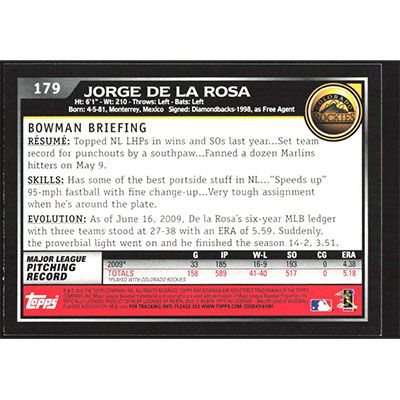 179
JORGE DE LA ROSA
Ht: 6'1" • Wt: 210 • Throws: Left • Bats: Left
Born: 4-5-81, Monterrey, Mexico Signed: Diamondbacks-1998, as Free Agent
COLORADO
ROCKIES
BOWMAN BRIEFING
RÉSUMÉ: Topped NL LHPs in wins and SOs last year...Set team
record for punchouts by a southpaw...Fanned a dozen Marlins
hitters on May 9.
SKILLS: Has some of the best portside stuff in NL..."Speeds up"
95-mph fastball with fine change-up...Very tough assignment
when he's around the plate.
EVOLUTION: As of June 16, 2009, De la Rosa's six-year MLB ledger
with three teams stood at 27-38 with an ERA of 5.59. Suddenly,
the proverbial light went on and he finished the season 14-2, 3.51.
MAJOR LEAGUE
PITCHING
RECORD
G IP W-L SO CG ERA
2009* 33 185 16-9 193 0 4.38
TOTALS 158 589 41-40 517 0 5.18
*PLAYED WITH COLORADO ROCKIES
Topps